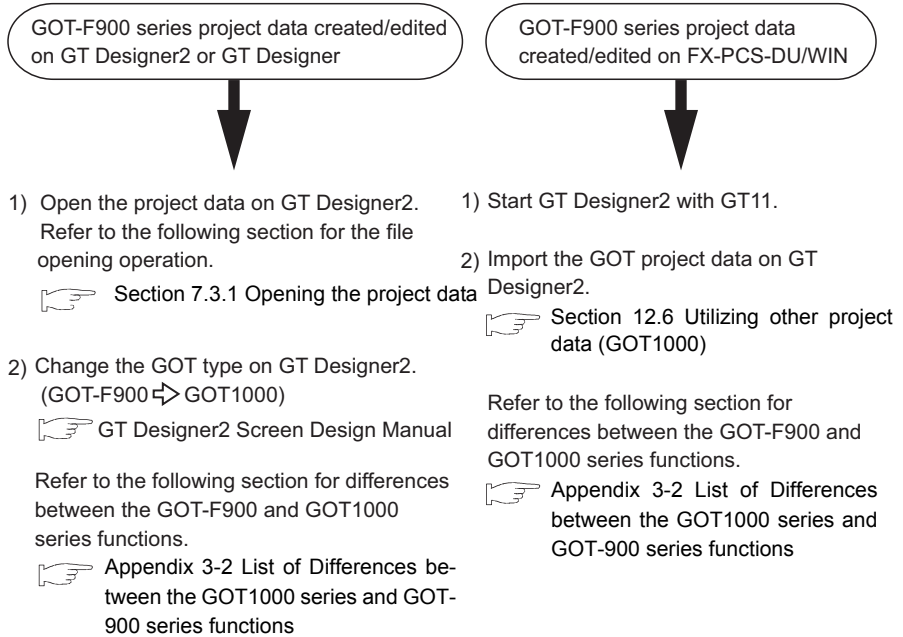 GOT-F900 series project data created/edited
on GT Designer2 or GT Designer
1) Open the project data on GT Designer2.
Refer to the following section for the file
opening operation.
Section 7.3.1 Opening the project data
2) Change the GOT type on GT Designer2.
(GOT-F900 GOT1000)
GT Designer2 Screen Design Manual
Refer to the following section for differences
between the GOT-F900 and GOT1000
series functions.
Appendix 3-2 List of Differences be-
tween the GOT1000 series and GOT-
900 series functions
GOT-F900 series project data
created/edited on FX-PCS-DU/WIN
1) Start GT Designer2 with GT11.
2) Import the GOT project data on GT
Designer2.
Section 12.6 Utilizing other project
data (GOT1000)
Refer to the following section for
differences between the GOT-F900 and
GOT1000 series functions.
Appendix 3-2 List of Differences
between the GOT1000 series and
GOT-900 series functions